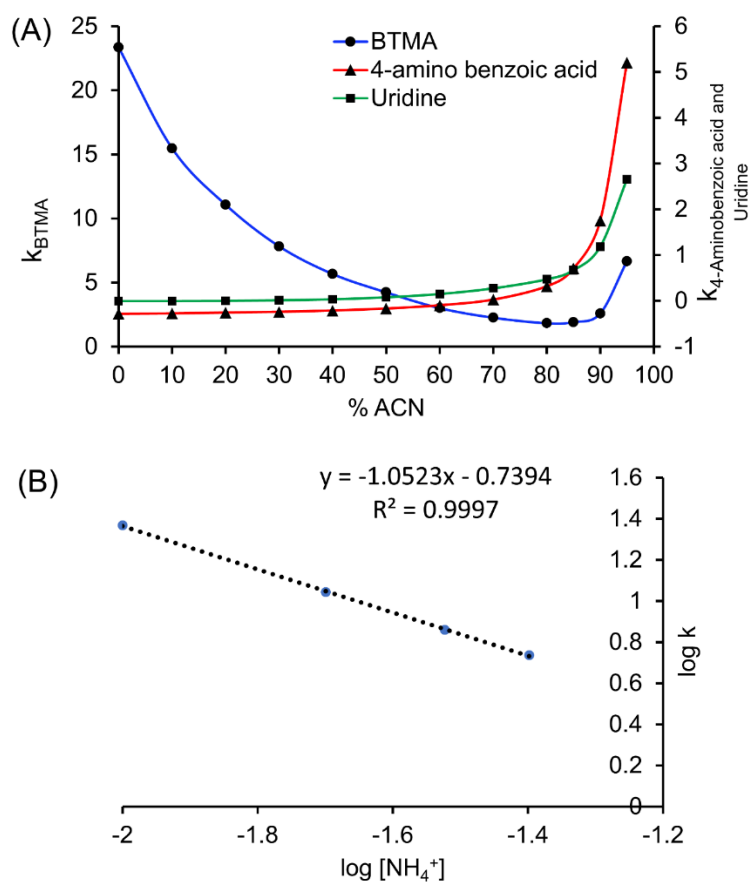 (A)
25
20
15
10
5
0
k_BTMA
BTMA
4-amino benzoic acid
Uridine
6
5
4
3
2
1
0
-1
k_4-Aminobenzoic acid and
Uridine
0 10 20 30 40 50 60 70 80 90 100
% ACN
(B)
y = -1.0523x - 0.7394
R² = 0.9997
1.6
1.4
1.2
1
0.8
0.6
0.4
0.2
0
log k
-2 -1.8 -1.6 -1.4 -1.2
log [NH₄⁺]